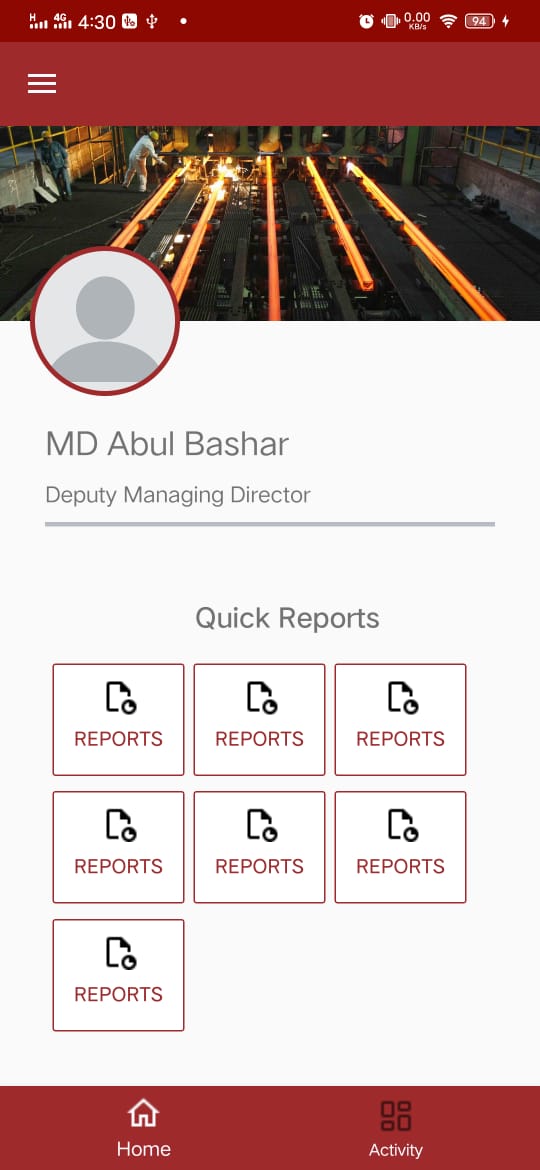 H 4G 4:30 0.00 KB/s 94
MD Abul Bashar
Deputy Managing Director
Quick Reports
REPORTS REPORTS REPORTS
REPORTS REPORTS REPORTS
REPORTS
Home Activity